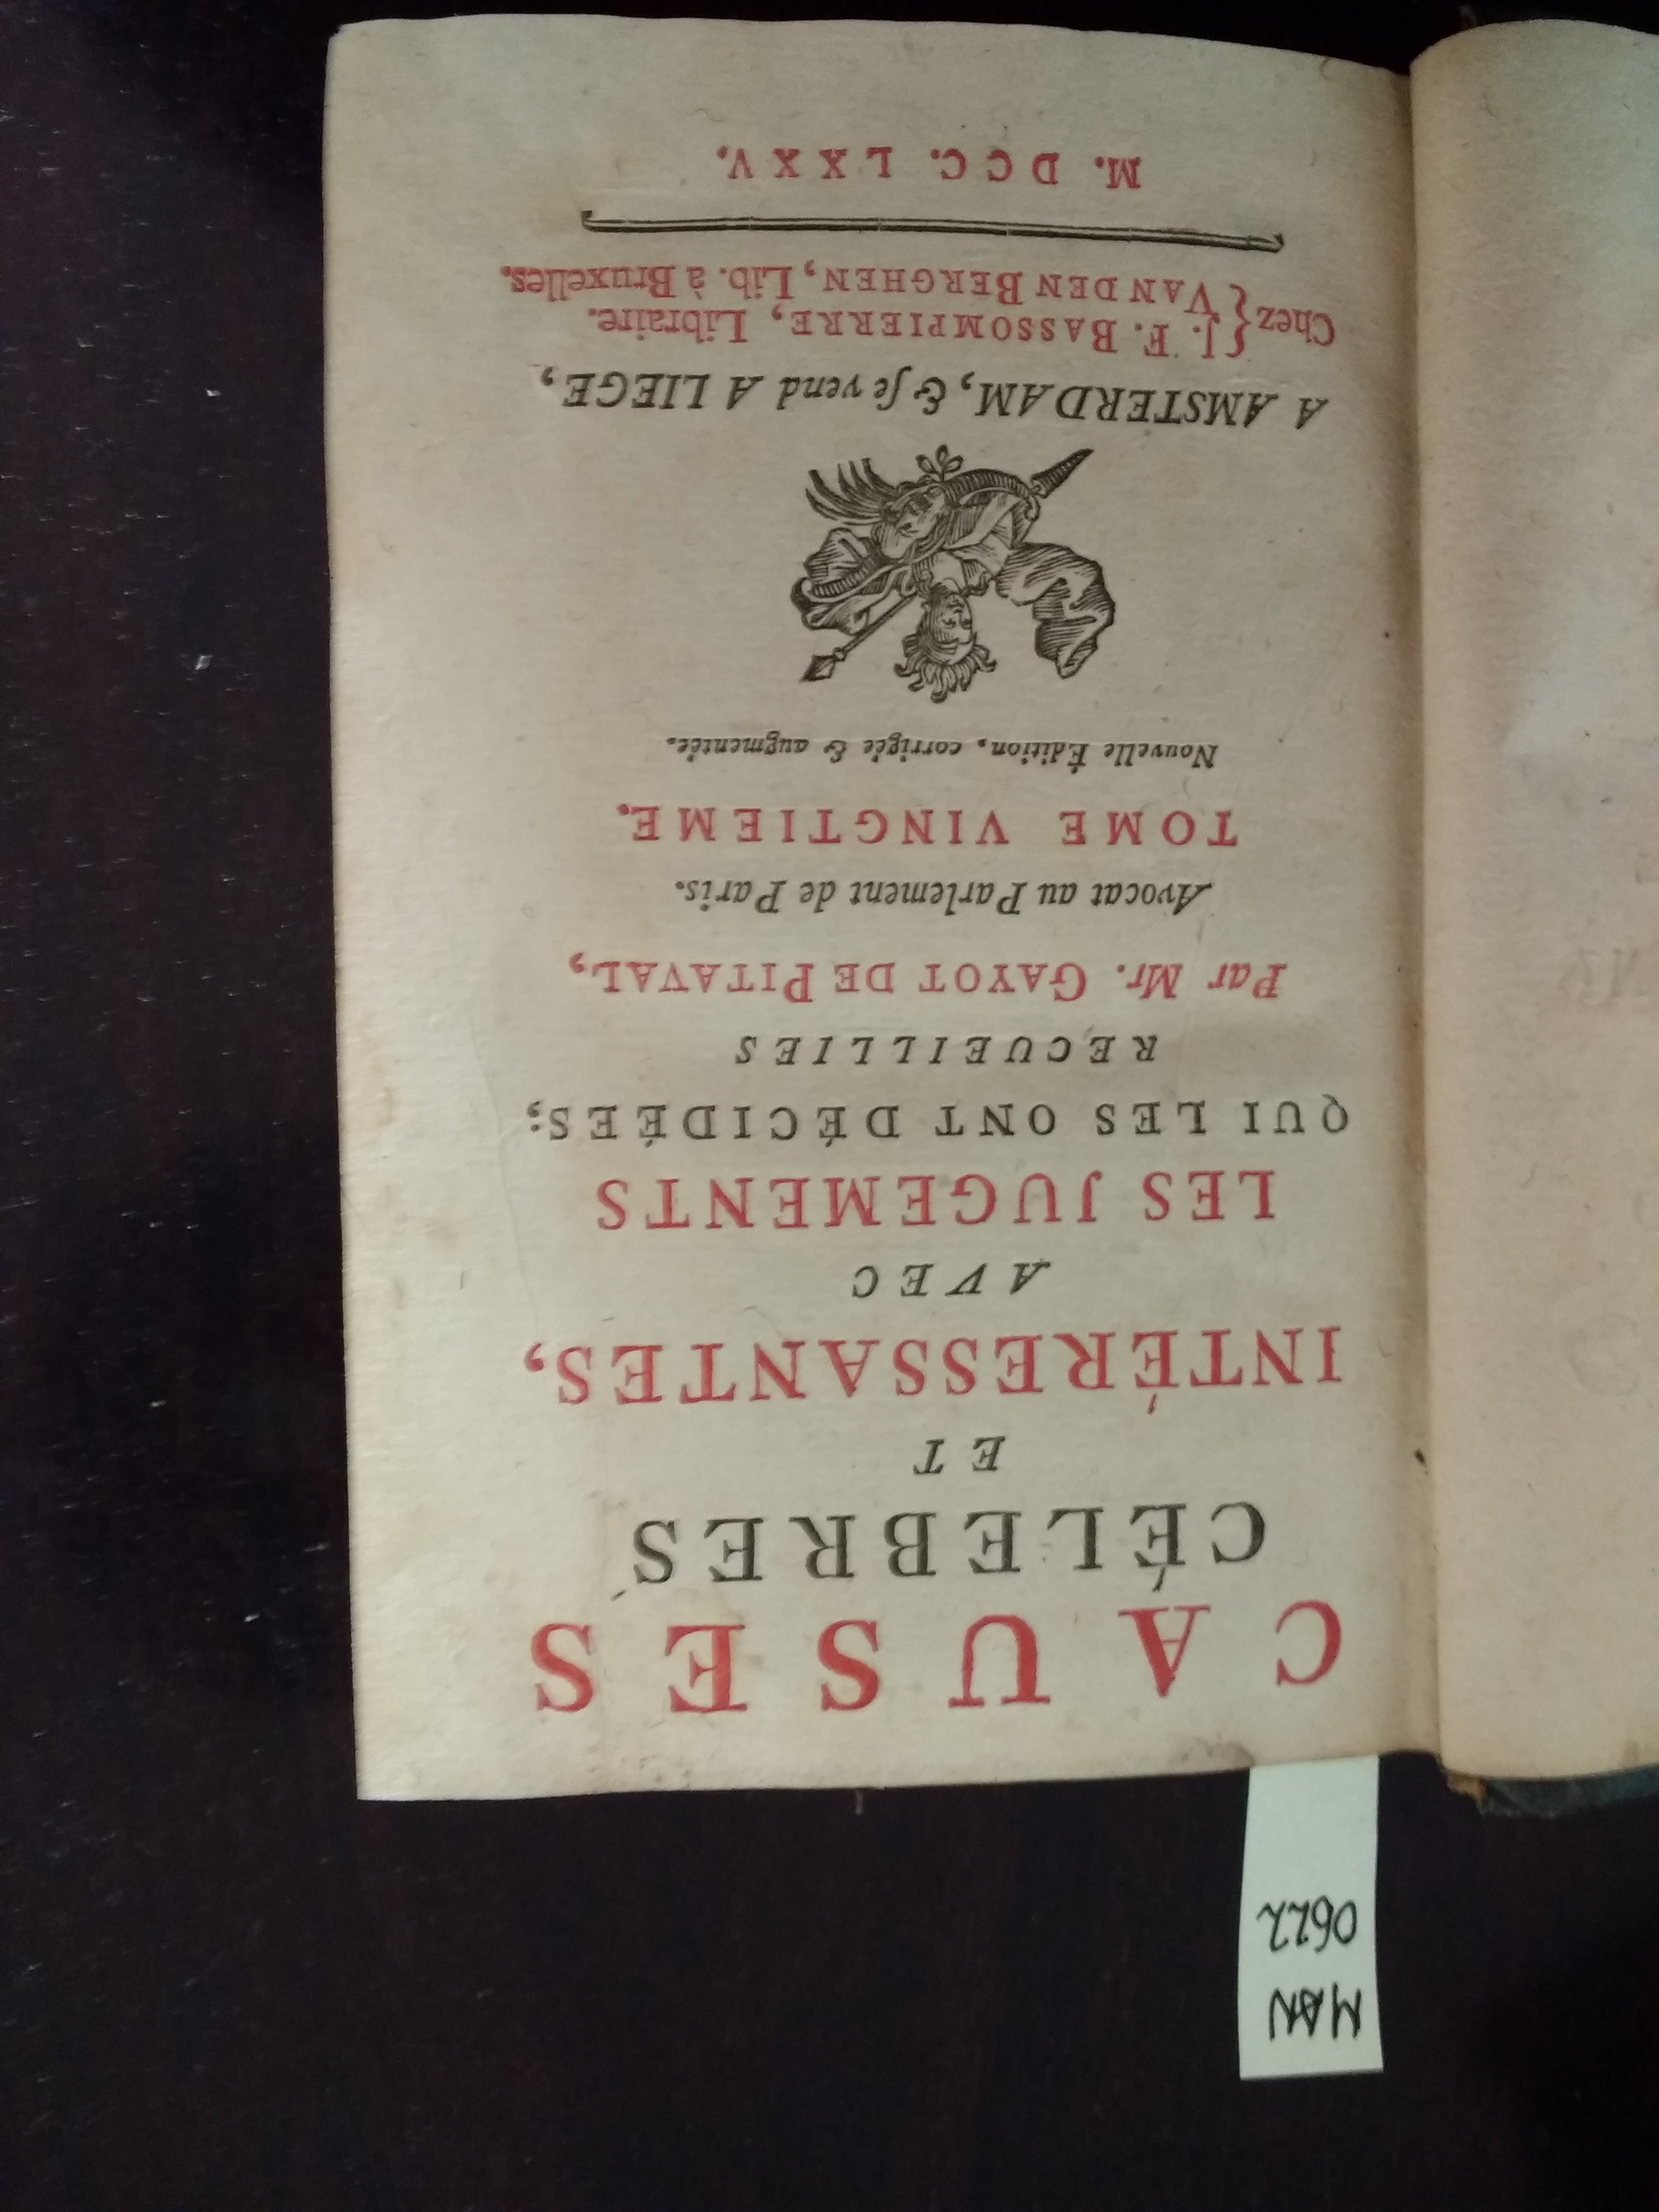 CAUSES
CÉLEBRES
ET
INTÉRESSANTES,
AVEC
LES JUGEMENTS
QUI LES ONT DÉCIDÉES;
RECUEILLIES
Par Mr. GAYOT DE PITAVAL,
Avocat au Parlement de Paris.
TOME VINGTIEME.
Nouvelle Édition, corrigée & augmentée.
A AMSTERDAM, & ſe vend A LIEGE,
Chez { J. F. BASSOMPIERRE, Libraire.
VAN DEN BERGHEN, Lib. à Bruxelles.
M. DCC. LXXV.
MAN
0622